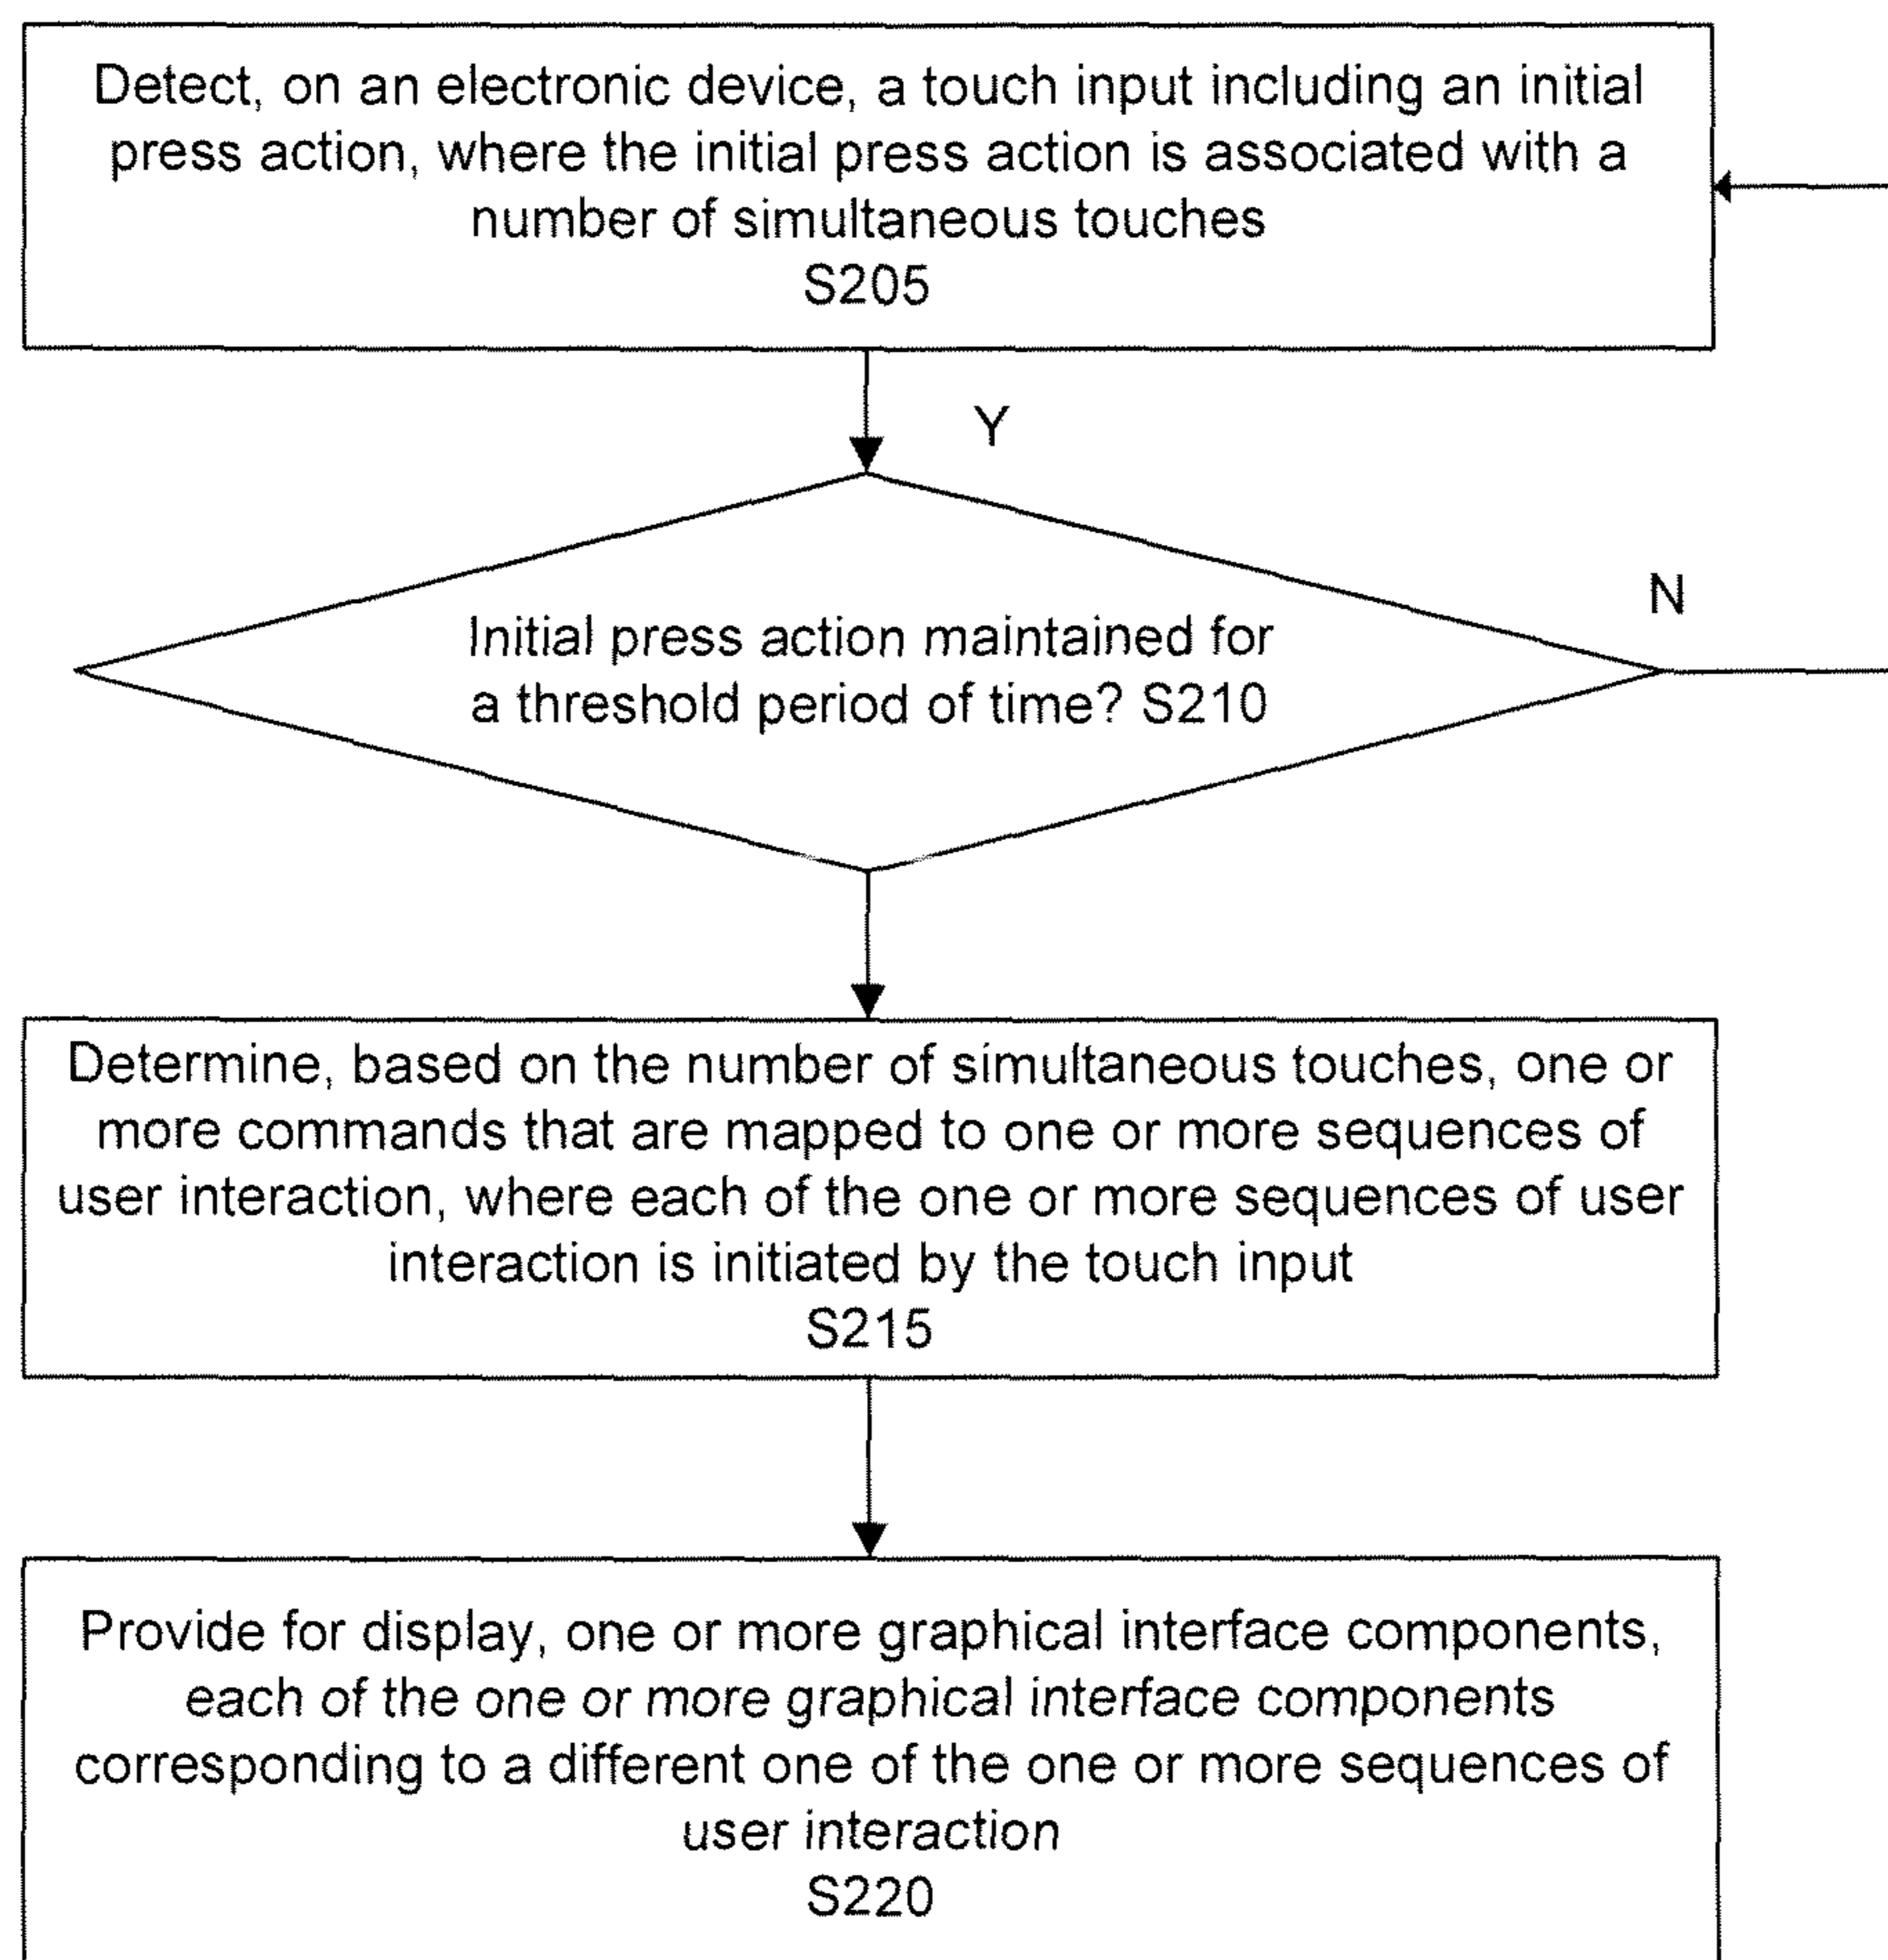 Detect, on an electronic device, a touch input including an initial
press action, where the initial press action is associated with a
number of simultaneous touches
S205
Y
N
Initial press action maintained for
a threshold period of time? S210
Determine, based on the number of simultaneous touches, one or
more commands that are mapped to one or more sequences of
user interaction, where each of the one or more sequences of user
interaction is initiated by the touch input
S215
Provide for display, one or more graphical interface components,
each of the one or more graphical interface components
corresponding to a different one of the one or more sequences of
user interaction
S220